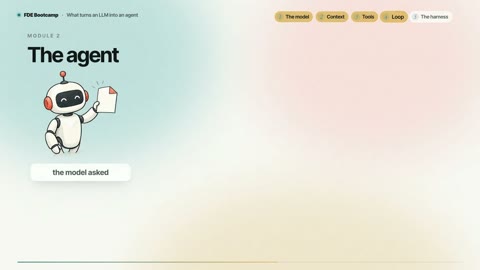 FDE Bootcamp · What turns an LLM into an agent
The model
Context
Tools
Loop
The harness
MODULE 2
The agent
the model asked